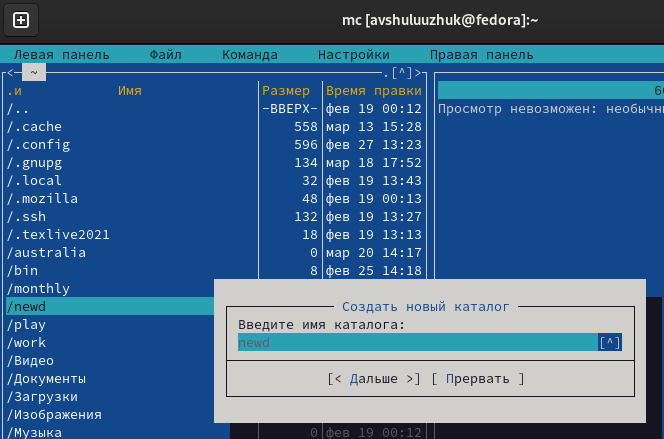 mc [avshuluuzhuk@fedora]:~
Левая панель Файл Команда Настройки Правая панель
<─ ~ .[^]>
.и Имя Размер Время правки
/.. -ВВЕРХ- фев 19 00:12
Просмотр невозможен: необычн
/.cache 558 мар 13 15:28
/.config 596 фев 27 13:23
/.gnupg 134 мар 18 17:52
/.local 32 фев 19 13:43
/.mozilla 48 фев 19 00:13
/.ssh 132 фев 19 13:27
/.texlive2021 18 фев 19 13:13
/australia 0 мар 20 14:17
/bin 8 фев 25 14:18
/monthly
/newd
/play
/work
/Видео
/Документы
/Загрузки
/Изображения
/Музыка 0 фев 19 00:12
Создать новый каталог
Введите имя каталога:
newd [^]
[< Дальше >] [ Прервать ]